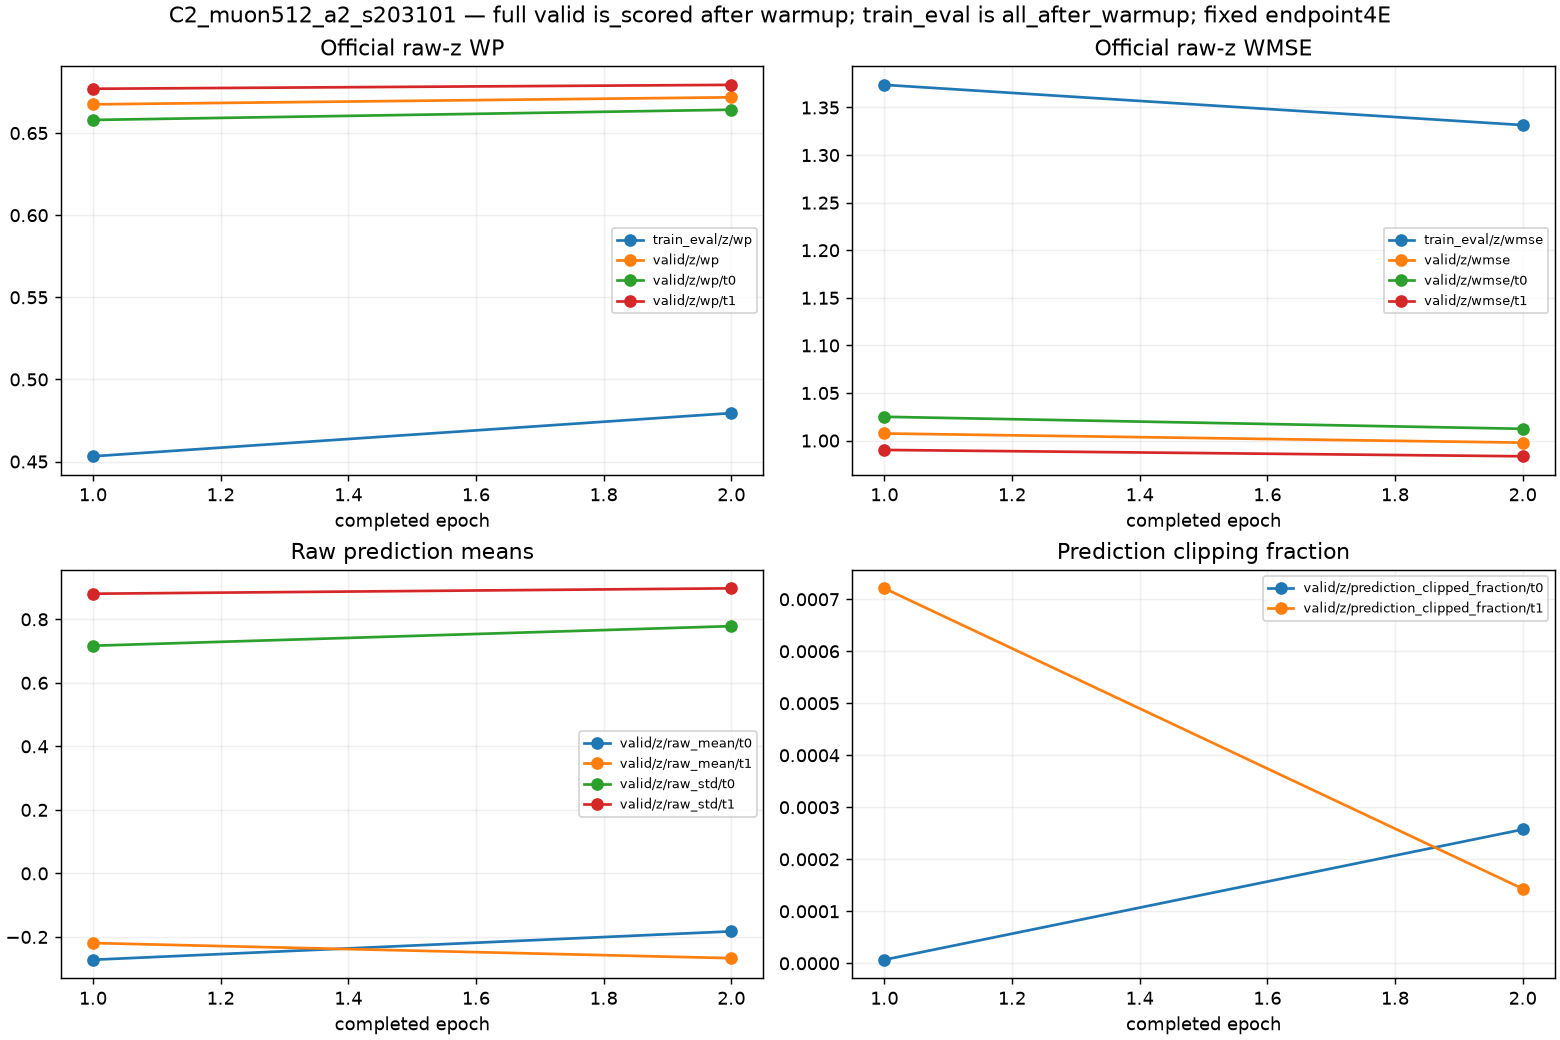 C2_muon512_a2_s203101 — full valid is_scored after warmup; train_eval is all_after_warmup; fixed endpoint4E
Official raw-z WP
0.65
0.60
0.55
0.50
0.45
train_eval/z/wp
valid/z/wp
valid/z/wp/t0
valid/z/wp/t1
1.0 1.2 1.4 1.6 1.8 2.0
completed epoch
Official raw-z WMSE
1.35
1.30
1.25
1.20
1.15
1.10
1.05
1.00
train_eval/z/wmse
valid/z/wmse
valid/z/wmse/t0
valid/z/wmse/t1
1.0 1.2 1.4 1.6 1.8 2.0
completed epoch
Raw prediction means
0.8
0.6
0.4
0.2
0.0
−0.2
valid/z/raw_mean/t0
valid/z/raw_mean/t1
valid/z/raw_std/t0
valid/z/raw_std/t1
1.0 1.2 1.4 1.6 1.8 2.0
completed epoch
Prediction clipping fraction
0.0007
0.0006
0.0005
0.0004
0.0003
0.0002
0.0001
0.0000
valid/z/prediction_clipped_fraction/t0
valid/z/prediction_clipped_fraction/t1
1.0 1.2 1.4 1.6 1.8 2.0
completed epoch